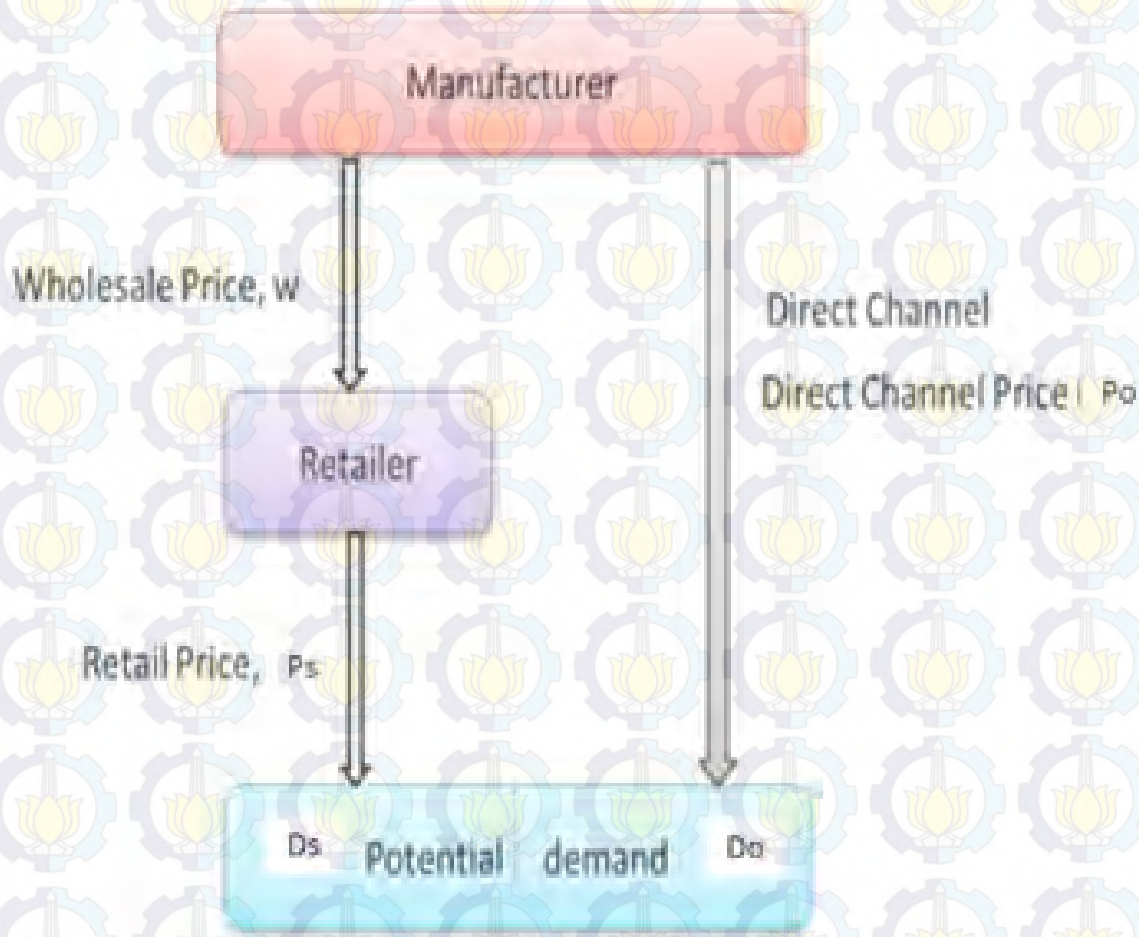 Manufacturer
Wholesale Price, w
Direct Channel
Direct Channel Price Po
Retailer
Retail Price, Ps
Ds Potential demand Do